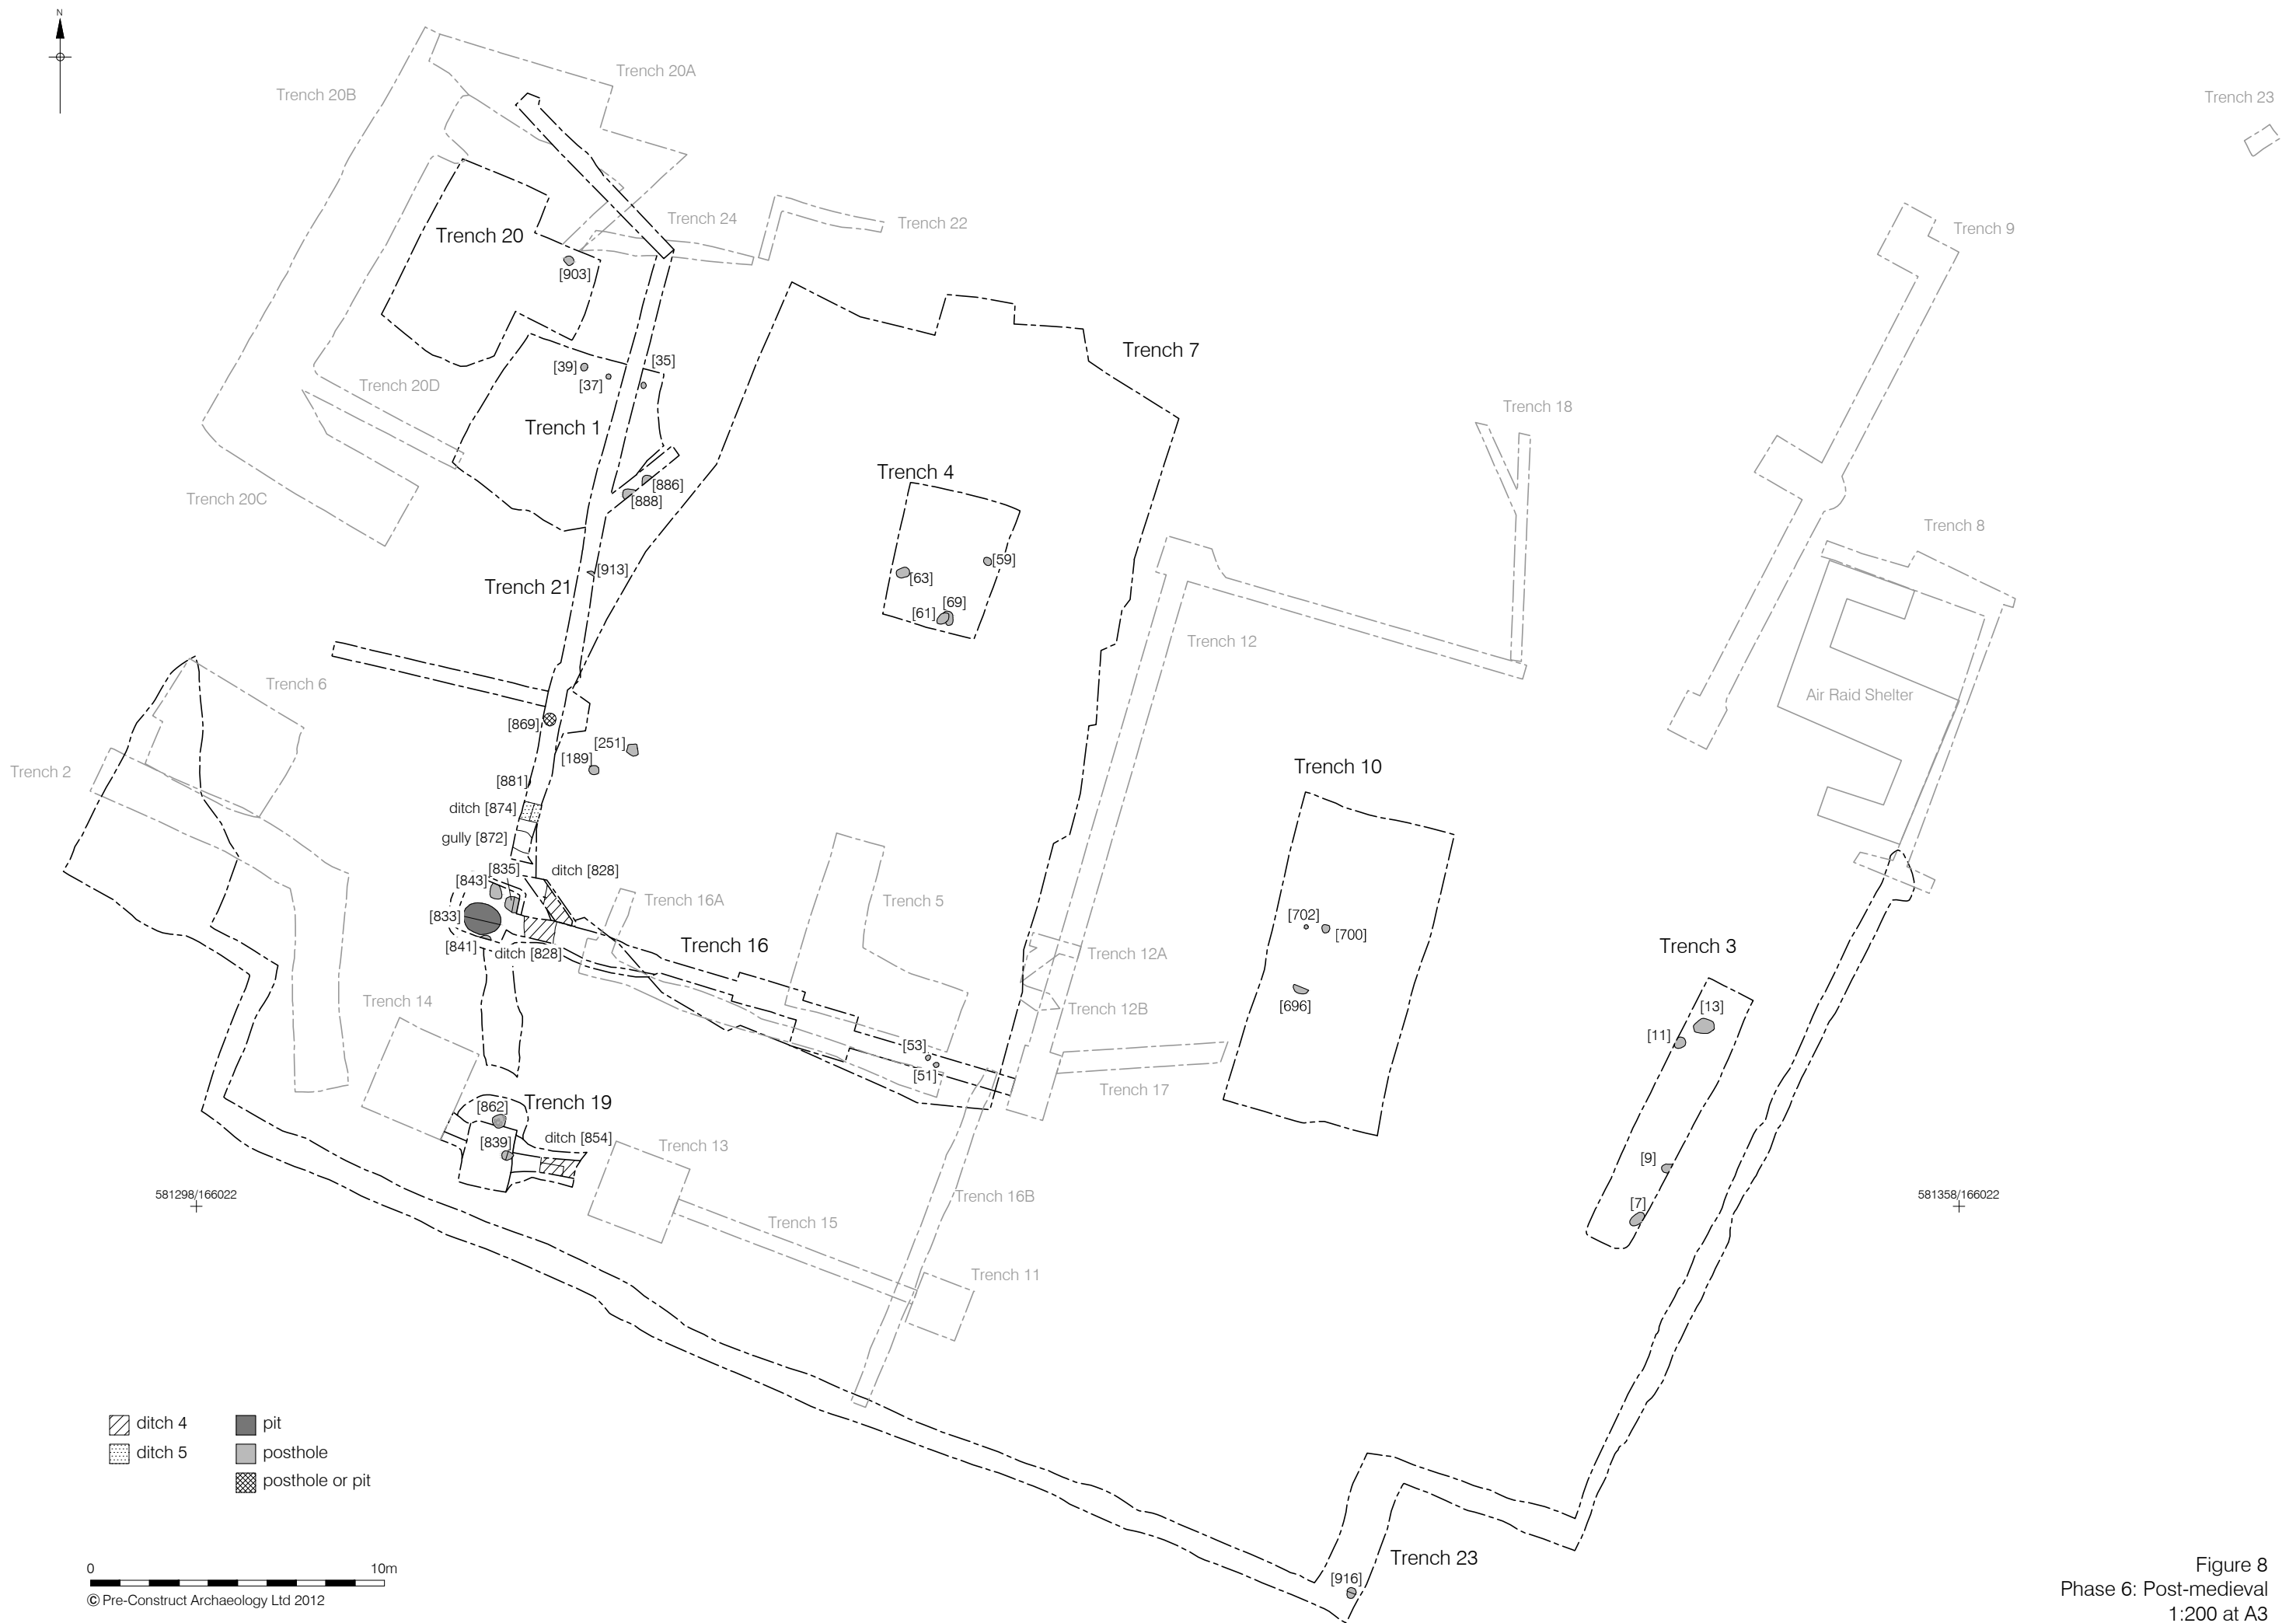 N
Trench 20A
Trench 20B
Trench 23
Trench 24
Trench 22
Trench 9
Trench 20
[903]
Trench 7
[35]
[39]
[37]
Trench 20D
Trench 18
Trench 1
Trench 4
[886]
[888]
Trench 20C
Trench 8
[59]
[913]
[63]
Trench 21
[69]
[61]
Trench 12
Trench 6
Air Raid Shelter
[869]
[251]
[189]
Trench 2
Trench 10
[881]
ditch [874]
gully [872]
[835]
ditch [828]
[843]
Trench 16A
Trench 5
[833]
[702]
[700]
[841]
ditch [828]
Trench 16
Trench 12A
Trench 3
Trench 14
Trench 12B
[696]
[13]
[11]
[53]
[51]
Trench 17
[862]
Trench 19
[839]
ditch [854]
Trench 13
[9]
581298/166022
Trench 16B
581358/166022
[7]
Trench 15
Trench 11
ditch 4
pit
ditch 5
posthole
posthole or pit
Trench 23
[916]
0
10m
© Pre-Construct Archaeology Ltd 2012
Figure 8
Phase 6: Post-medieval
1:200 at A3